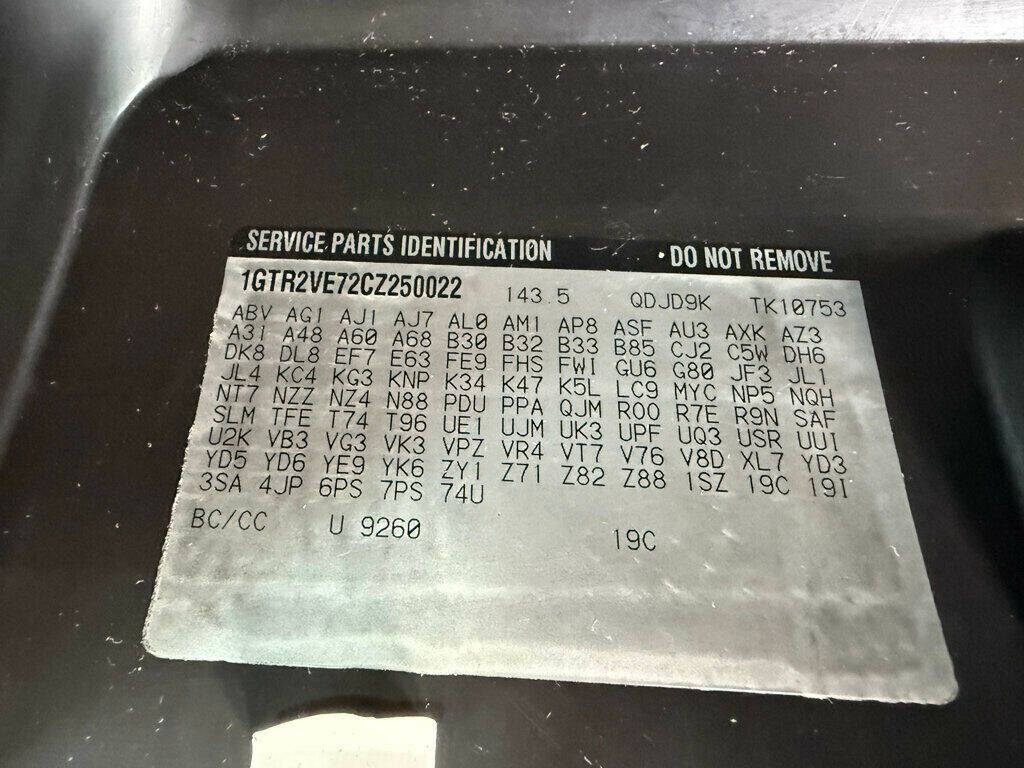 SERVICE PARTS IDENTIFICATION • DO NOT REMOVE
1GTR2VE72CZ250022 143.5 QDJD9K TK10753
ABV AG1 AJ1 AJ7 AL0 AM1 AP8 ASF AU3 AXK AZ3
A31 A48 A60 A68 B30 B32 B33 B85 CJ2 C5W DH6
DK8 DL8 EF7 E63 FE9 FHS FWI GU6 G80 JF3 JL1
JL4 KC4 KG3 KNP K34 K47 K5L LC9 MYC NP5 NQH
NT7 NZZ NZ4 N88 PDU PPA QJM R00 R7E R9N SAF
SLM TFE T74 T96 UE1 UJM UK3 UPF UQ3 USR UUI
U2K VB3 VG3 VK3 VPZ VR4 VT7 V76 V8D XL7 YD3
YD5 YD6 YE9 YK6 ZY1 Z71 Z82 Z88 1SZ 19C 19I
3SA 4JP 6PS 7PS 74U
BC/CC U 9260 19C